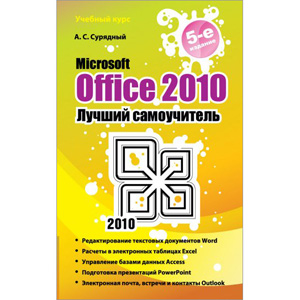 Учебный курс
А. С. Сурядный
5-е
издание
Microsoft
Office 2010
Лучший самоучитель
2010
• Редактирование текстовых документов Word
• Расчеты в электронных таблицах Excel
• Управление базами данных Access
• Подготовка презентаций PowerPoint
• Электронная почта, встречи и контакты Outlook